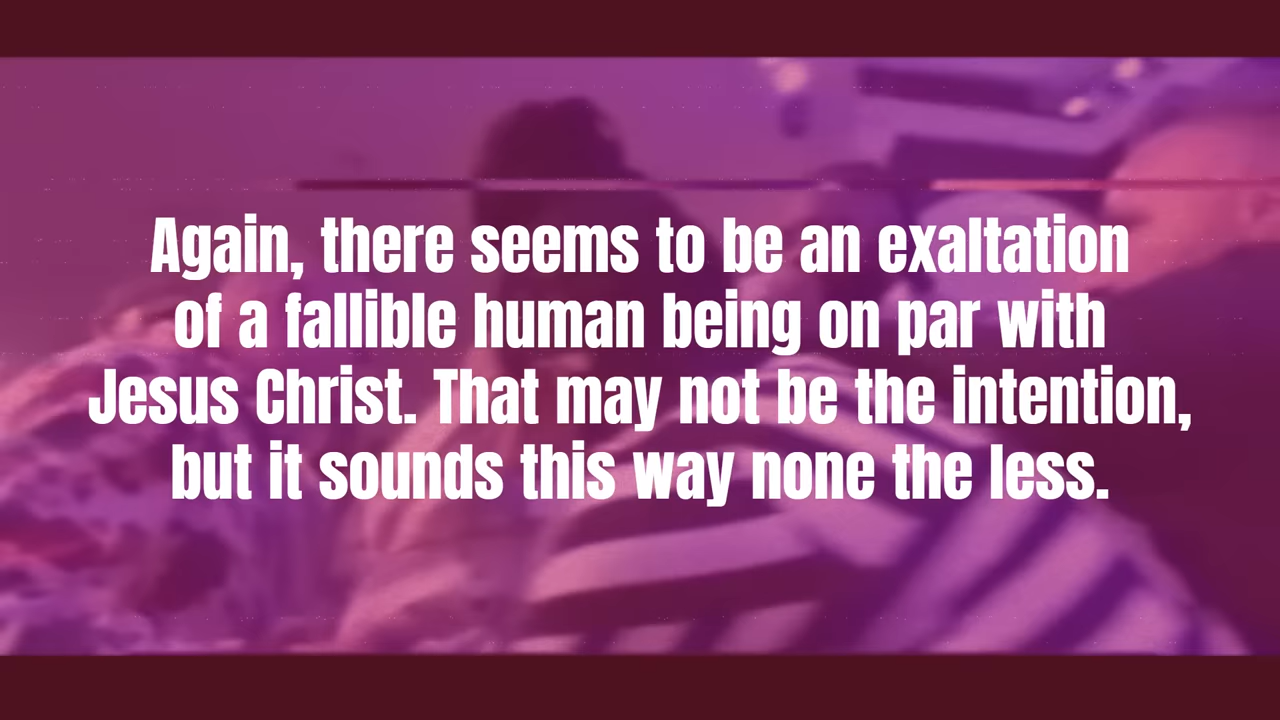 Again, there seems to be an exaltation
of a fallible human being on par with
Jesus Christ. That may not be the intention,
but it sounds this way none the less.